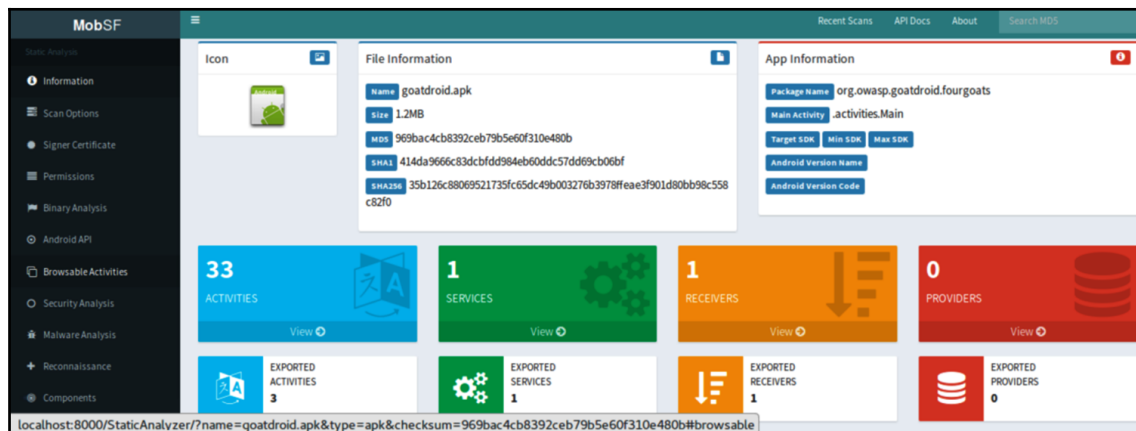 MobSF
Recent Scans API Docs About Search MD5
Static Analysis
Information
Scan Options
Signer Certificate
Permissions
Binary Analysis
Android API
Browsable Activities
Security Analysis
Malware Analysis
Reconnaissance
Components
Icon
Android
File Information
Name goatdroid.apk
Size 1.2MB
MD5 969bac4cb8392ceb79b5e60f310e480b
SHA1 414da9666c83dcbfdd984eb60ddc57dd69cb06bf
SHA256 35b126c88069521735fc65dc49b003276b3978ffeae3f901d80bb98c558
c82f0
App Information
Package Name org.owasp.goatdroid.fourgoats
Main Activity .activities.Main
Target SDK Min SDK Max SDK
Android Version Name
Android Version Code
33
ACTIVITIES
View
1
SERVICES
View
1
RECEIVERS
View
0
PROVIDERS
View
EXPORTED
ACTIVITIES
3
EXPORTED
SERVICES
1
EXPORTED
RECEIVERS
1
EXPORTED
PROVIDERS
0
localhost:8000/StaticAnalyzer/?name=goatdroid.apk&type=apk&checksum=969bac4cb8392ceb79b5e60f310e480b#browsable